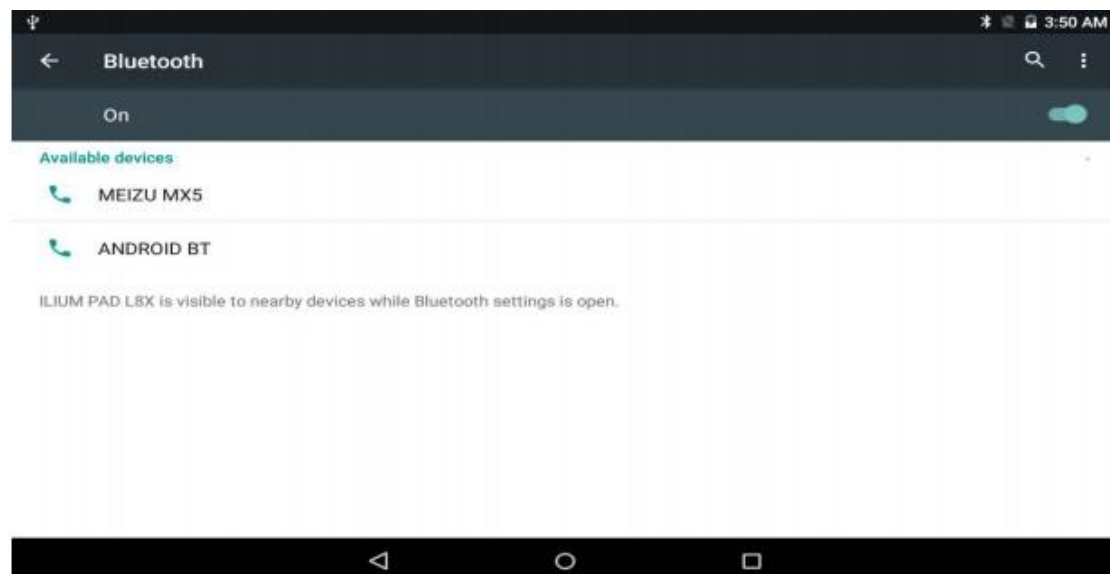 3:50 AM
Bluetooth
On
Available devices
MEIZU MX5
ANDROID BT
ILIUM PAD L8X is visible to nearby devices while Bluetooth settings is open.